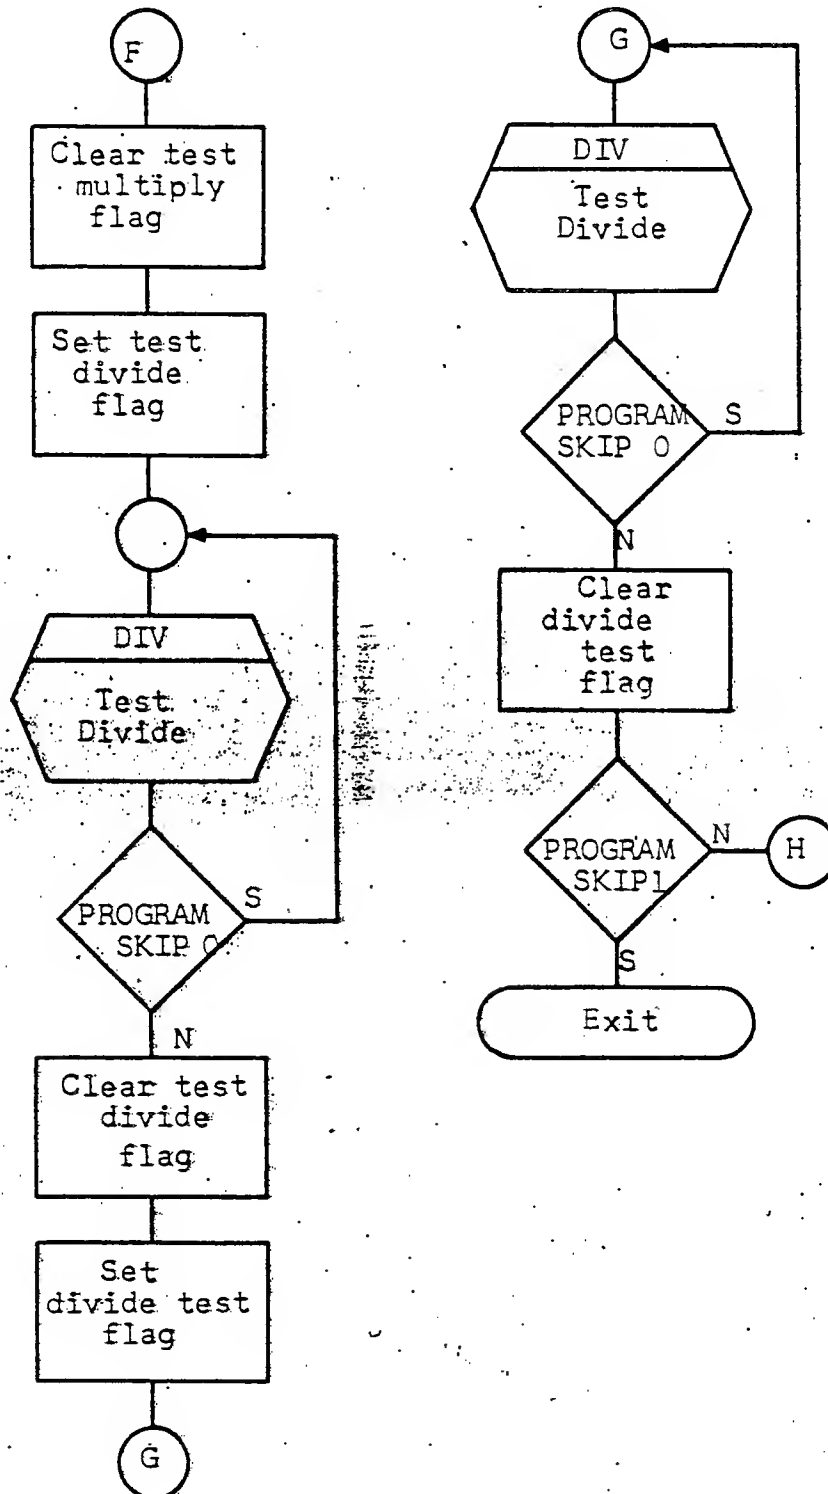 F
Clear test
multiply
flag
Set test
divide
flag
DIV
Test
Divide
PROGRAM
SKIP 0
S
N
Clear test
divide
flag
Set
divide test
flag
G
G
DIV
Test
Divide
PROGRAM
SKIP 0
S
N
Clear
divide
test
flag
PROGRAM
SKIP1
N
H
S
Exit